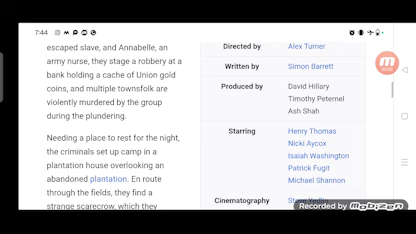 7:44
escaped slave, and Annabelle, an
army nurse, they stage a robbery at a
bank holding a cache of Union gold
coins, and multiple townsfolk are
violently murdered by the group
during the plundering.
Needing a place to rest for the night,
the criminals set up camp in a
plantation house overlooking an
abandoned plantation. En route
through the fields, they find a
strange scarecrow, which they
Directed by Alex Turner
Written by Simon Barrett
Produced by David Hillary
Timothy Peternel
Ash Shah
Starring Henry Thomas
Nicki Aycox
Isaiah Washington
Patrick Fugit
Michael Shannon
Cinematography
Recorded by Mobizen